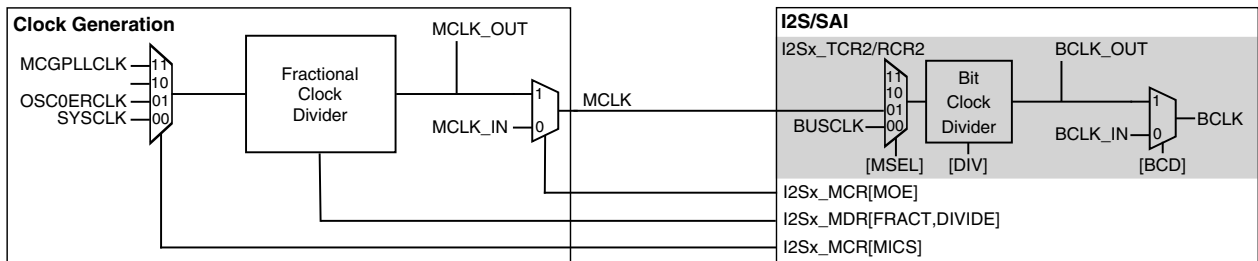 Clock Generation
MCGPLLCLK
OSC0ERCLK
SYSCLK
11
10
01
00
Fractional
Clock
Divider
MCLK_OUT
MCLK_IN
1
0
MCLK
I2S/SAI
I2Sx_TCR2/RCR2
BUSCLK
11
10
01
00
[MSEL]
Bit
Clock
Divider
[DIV]
BCLK_OUT
BCLK_IN
1
0
[BCD]
BCLK
I2Sx_MCR[MOE]
I2Sx_MDR[FRACT,DIVIDE]
I2Sx_MCR[MICS]